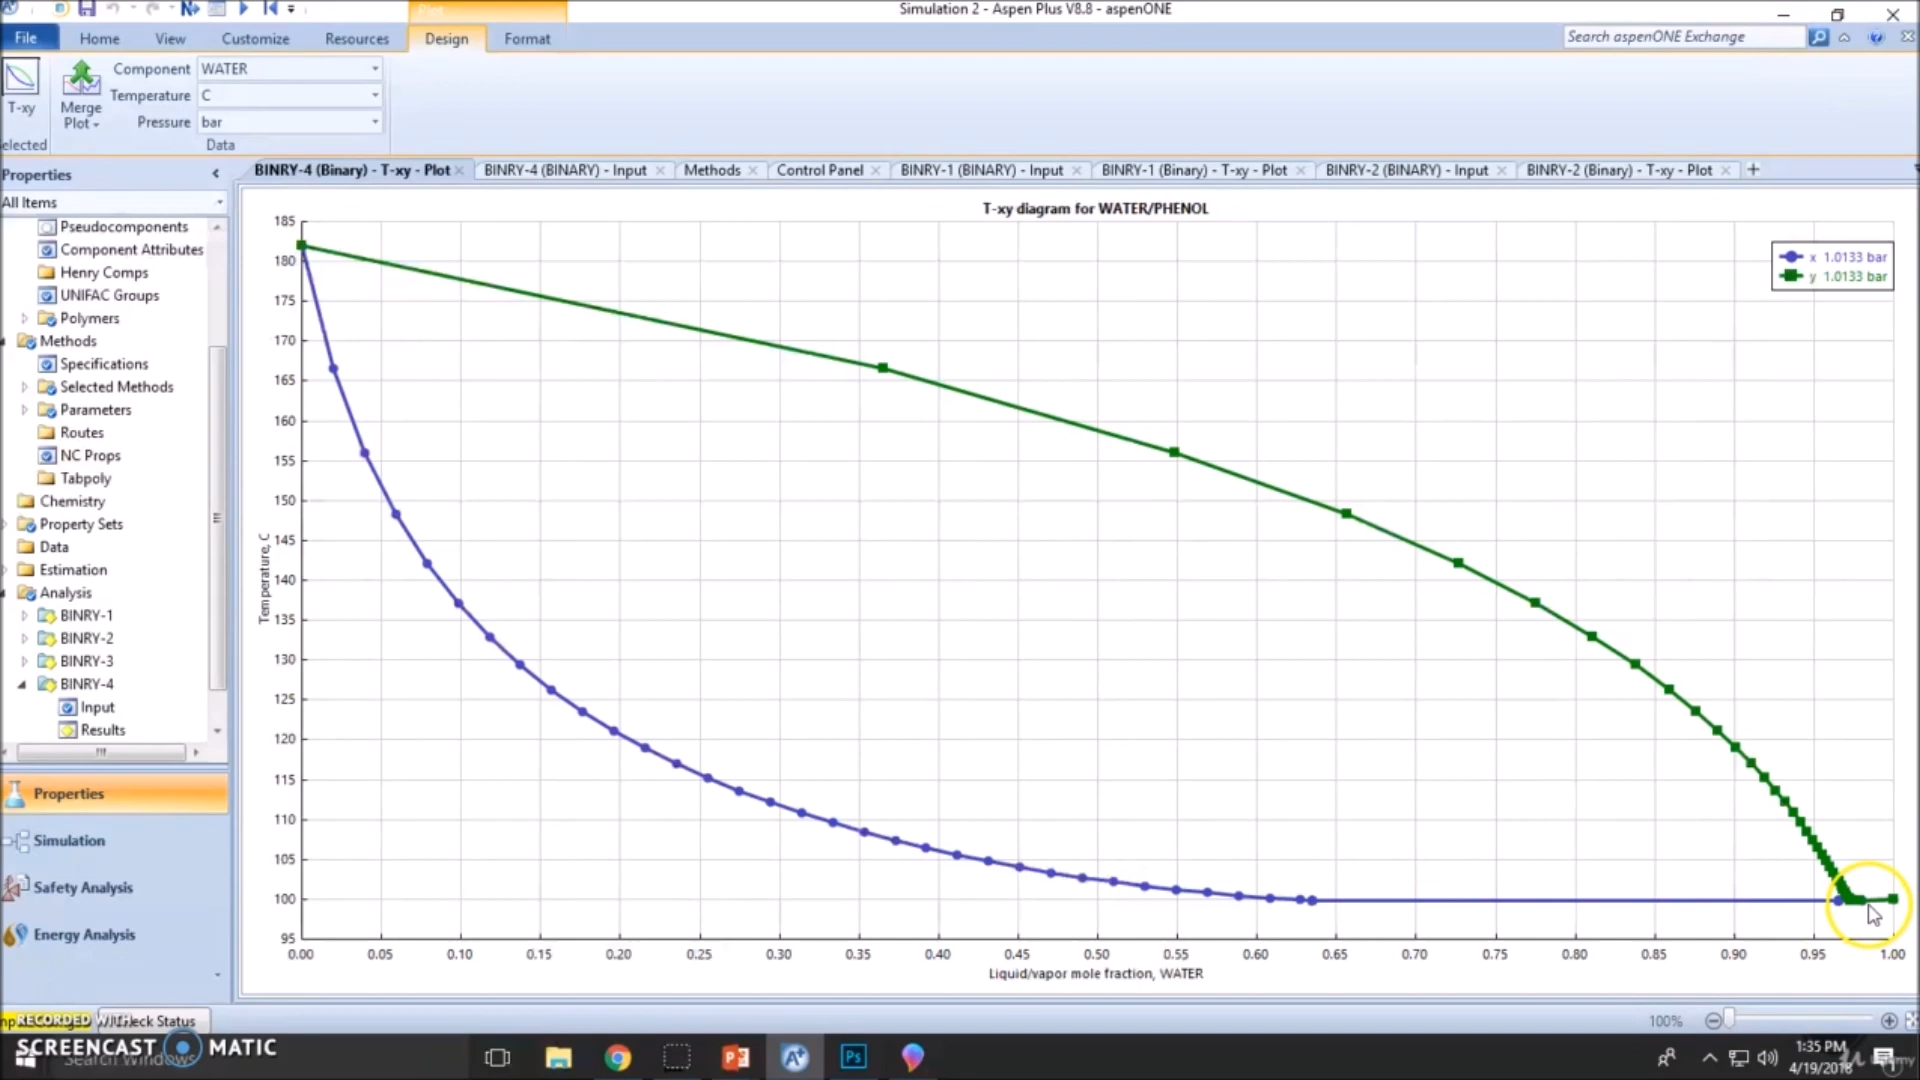 Simulation 2 - Aspen Plus V8.8 - aspenONE
Plot
File Home View Customize Resources Design Format
Search aspenONE Exchange
T-xy
Merge Plot
Component WATER
Temperature C
Pressure bar
elected
Data
BINRY-4 (Binary) - T-xy - Plot
BINRY-4 (BINARY) - Input
Methods
Control Panel
BINRY-1 (BINARY) - Input
BINRY-1 (Binary) - T-xy - Plot
BINRY-2 (BINARY) - Input
BINRY-2 (Binary) - T-xy - Plot
Properties
All Items
Pseudocomponents
Component Attributes
Henry Comps
UNIFAC Groups
Polymers
Methods
Specifications
Selected Methods
Parameters
Routes
NC Props
Tabpoly
Chemistry
Property Sets
Data
Estimation
Analysis
BINRY-1
BINRY-2
BINRY-3
BINRY-4
Input
Results
Properties
Simulation
Safety Analysis
Energy Analysis
T-xy diagram for WATER/PHENOL
x 1.0133 bar
y 1.0133 bar
185
180
175
170
165
160
155
150
145
140
135
130
125
120
115
110
105
100
95
Temperature, C
0.00 0.05 0.10 0.15 0.20 0.25 0.30 0.35 0.40 0.45 0.50 0.55 0.60 0.65 0.70 0.75 0.80 0.85 0.90 0.95 1.00
Liquid/vapor mole fraction, WATER
RECORDED WITH
Check Status
100%
SCREENCAST MATIC
Search Windows
1:35 PM